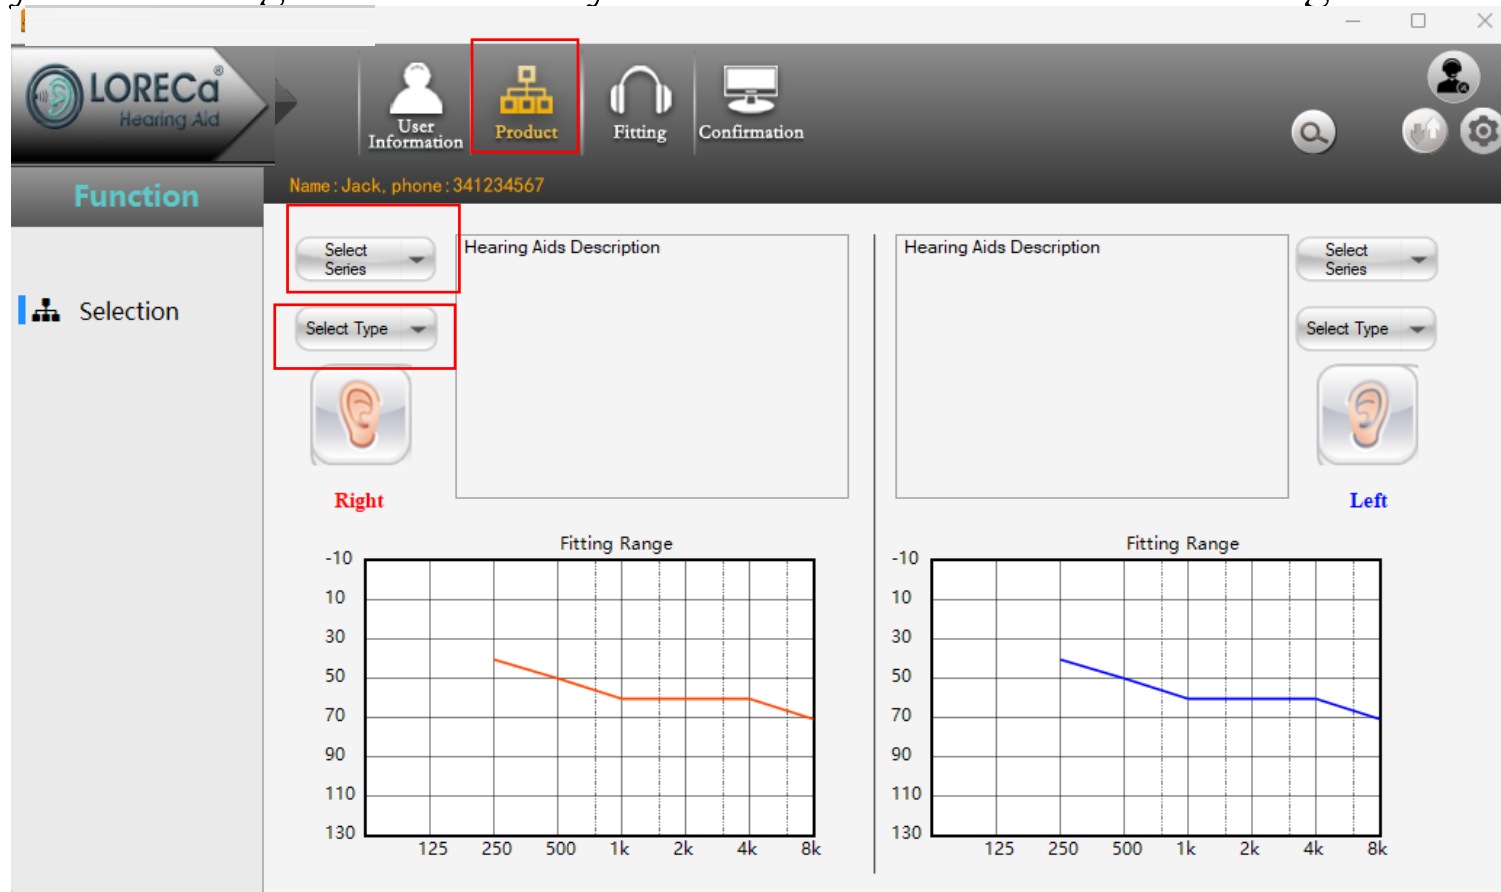 LORECa®
Hearing Aid
User
Information
Product
Fitting
Confirmation
Function
Name:Jack, phone:341234567
Selection
Select
Series
Hearing Aids Description
Select Type
Right
Hearing Aids Description
Select
Series
Select Type
Left
Fitting Range
-10
10
30
50
70
90
110
130
125 250 500 1k 2k 4k 8k
Fitting Range
-10
10
30
50
70
90
110
130
125 250 500 1k 2k 4k 8k